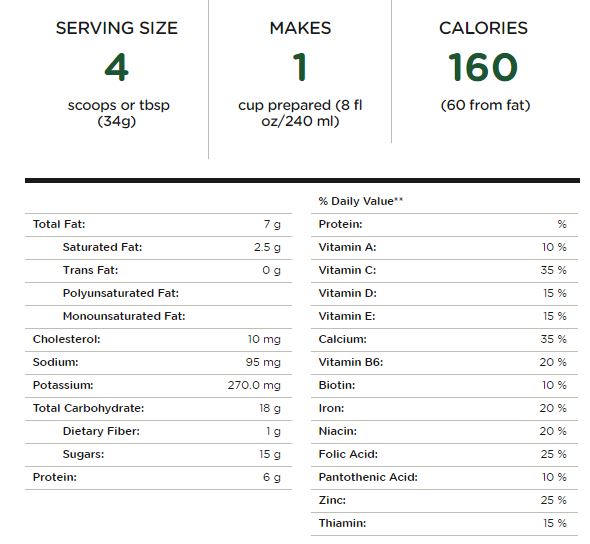 SERVING SIZE
4
scoops or tbsp
(34g)
MAKES
1
cup prepared (8 fl
oz/240 ml)
CALORIES
160
(60 from fat)
Total Fat: 7 g
Saturated Fat: 2.5 g
Trans Fat: 0 g
Polyunsaturated Fat:
Monounsaturated Fat:
Cholesterol: 10 mg
Sodium: 95 mg
Potassium: 270.0 mg
Total Carbohydrate: 18 g
Dietary Fiber: 1 g
Sugars: 15 g
Protein: 6 g
% Daily Value**
Protein: %
Vitamin A: 10 %
Vitamin C: 35 %
Vitamin D: 15 %
Vitamin E: 15 %
Calcium: 35 %
Vitamin B6: 20 %
Biotin: 10 %
Iron: 20 %
Niacin: 20 %
Folic Acid: 25 %
Pantothenic Acid: 10 %
Zinc: 25 %
Thiamin: 15 %